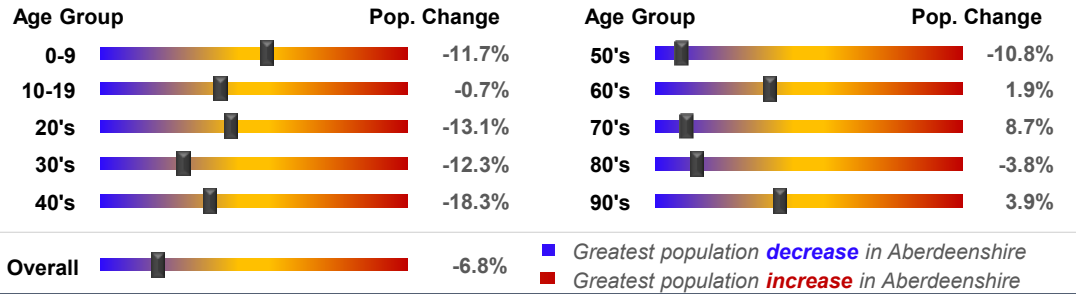 Age Group Pop. Change
0-9 -11.7%
10-19 -0.7%
20's -13.1%
30's -12.3%
40's -18.3%
Age Group Pop. Change
50's -10.8%
60's 1.9%
70's 8.7%
80's -3.8%
90's 3.9%
Overall -6.8%
Greatest population decrease in Aberdeenshire
Greatest population increase in Aberdeenshire